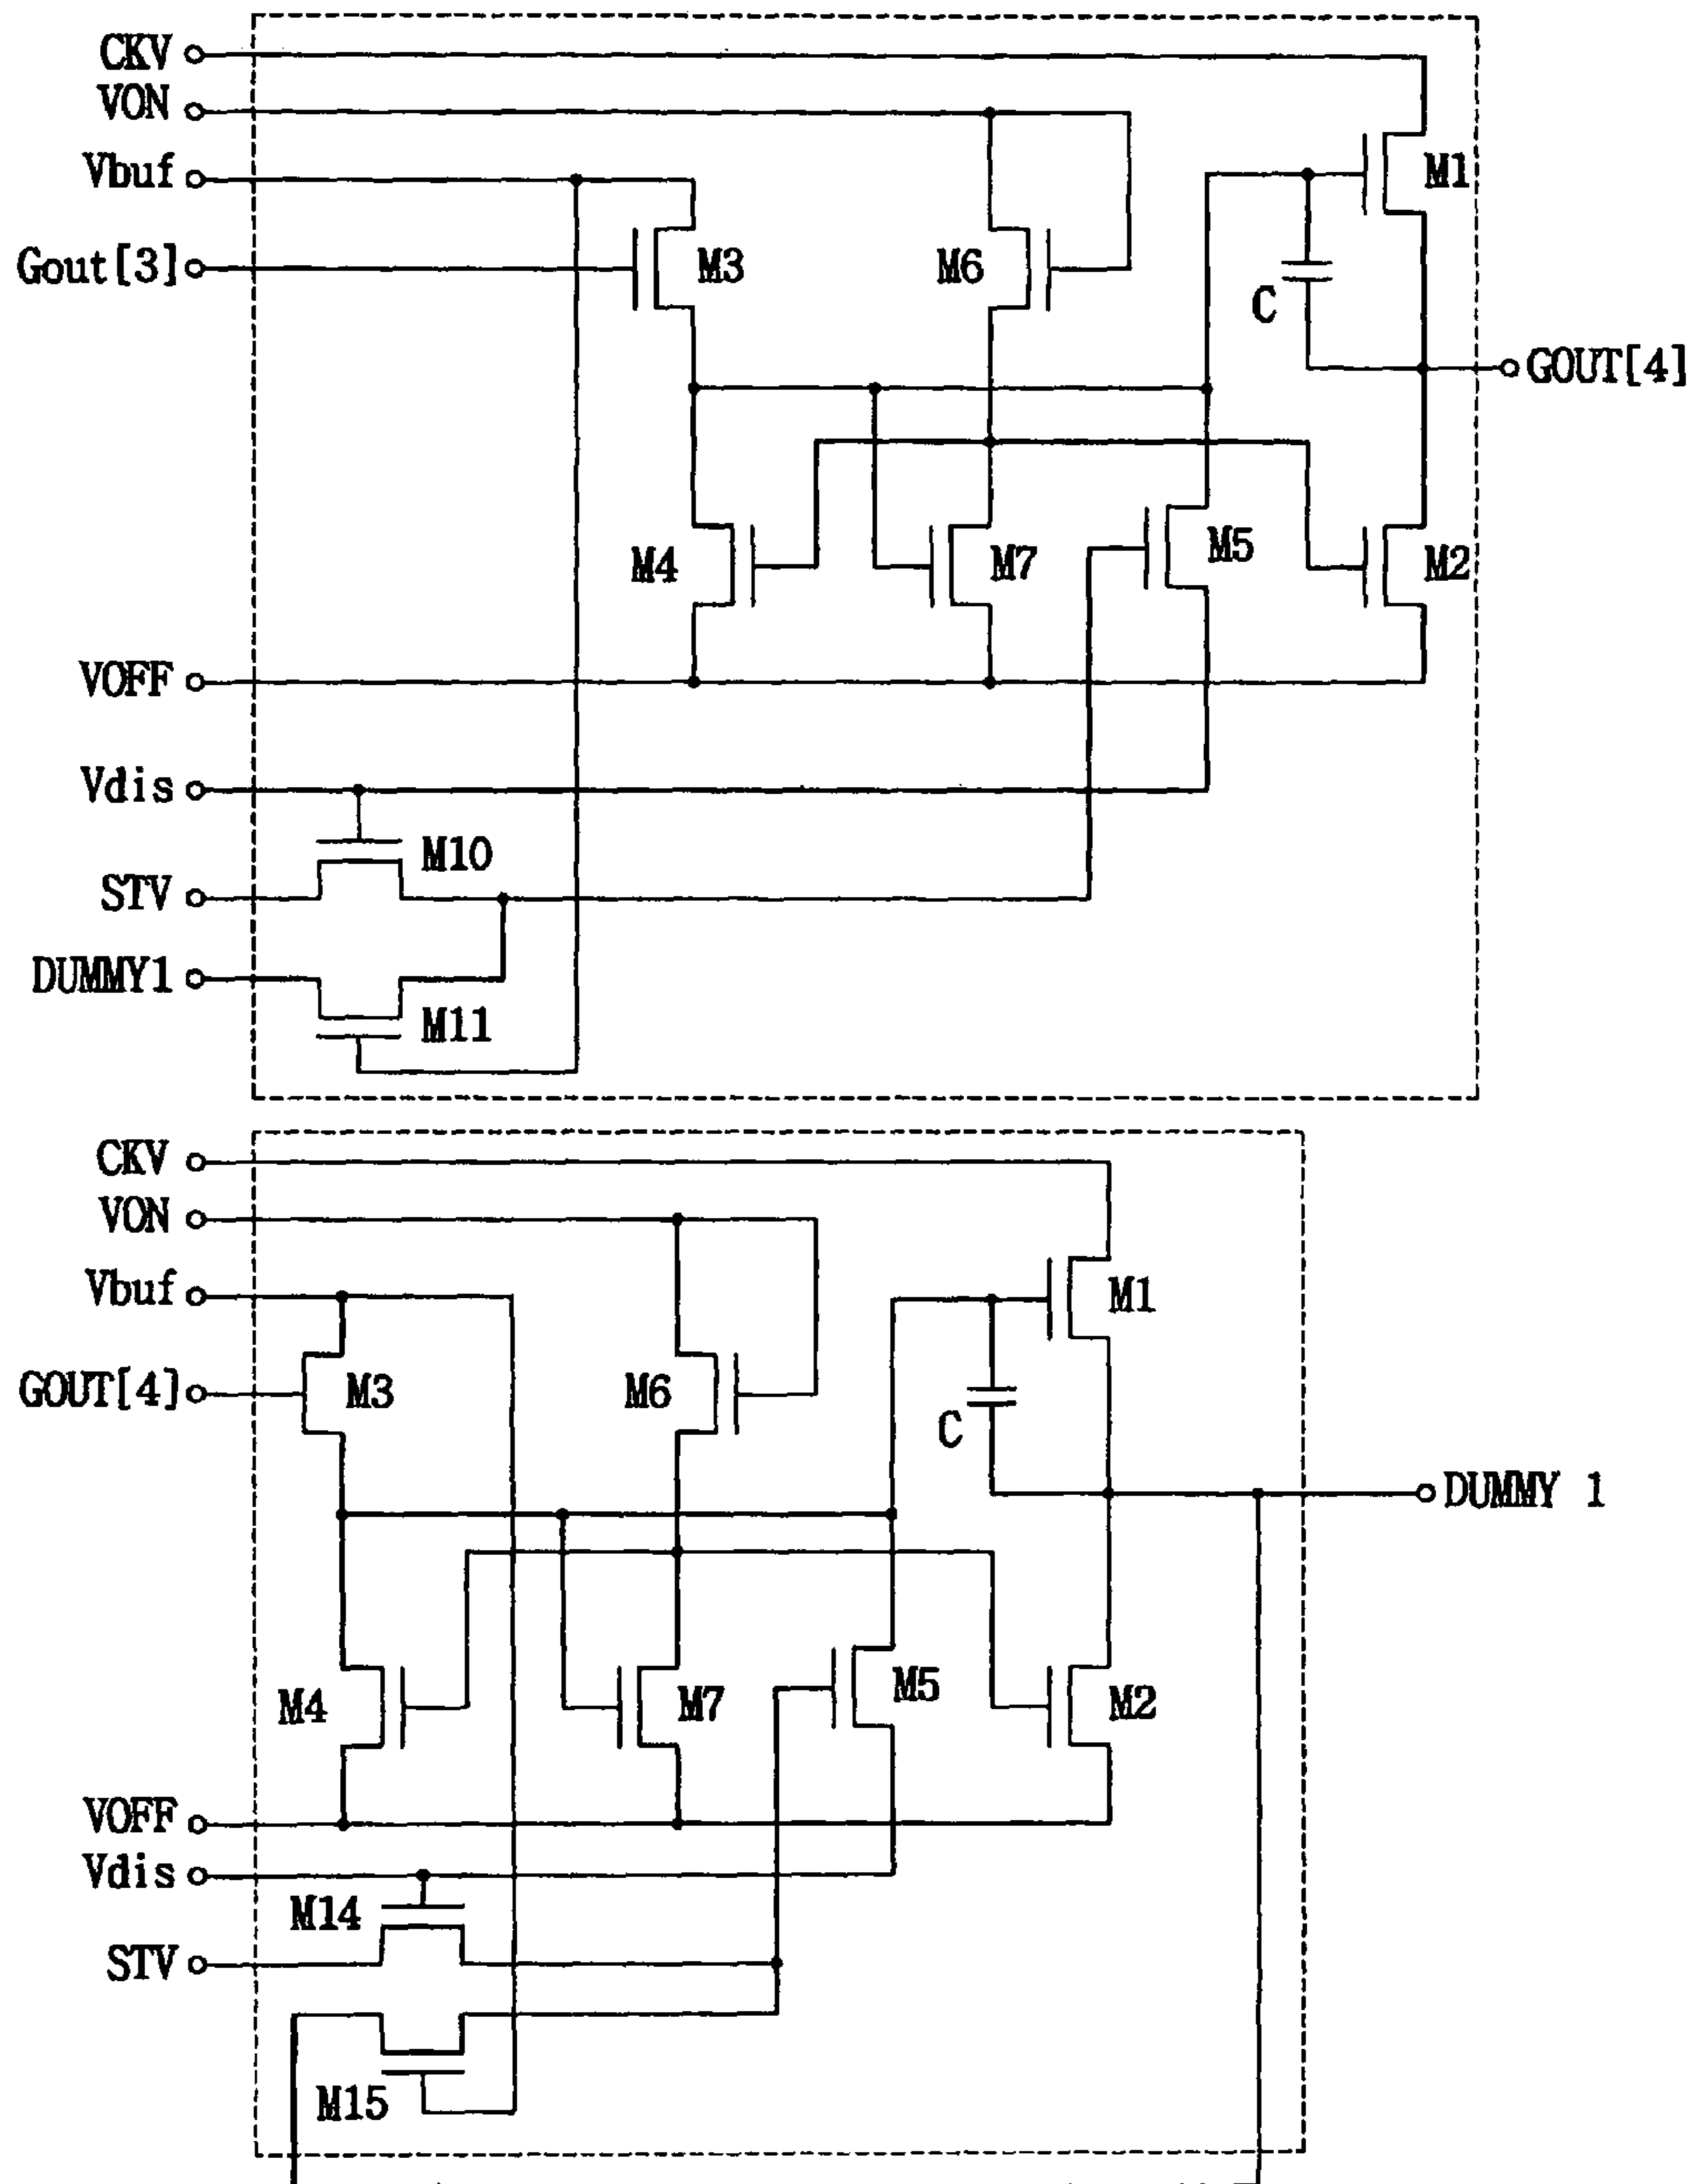 CKV
VON
Vbuf
M1
Gout[3]
M3
M6
C
GOUT[4]
M4
M7
M5
M2
VOFF
Vdis
M10
STV
DUMMY1
M11
CKV
VON
Vbuf
M1
GOUT[4]
M3
M6
C
DUMMY 1
M4
M7
M5
M2
VOFF
Vdis
M14
STV
M15